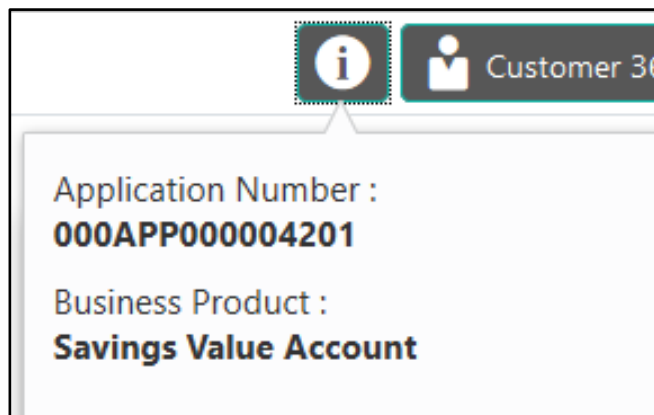 Customer 36
Application Number :
000APP000004201
Business Product :
Savings Value Account